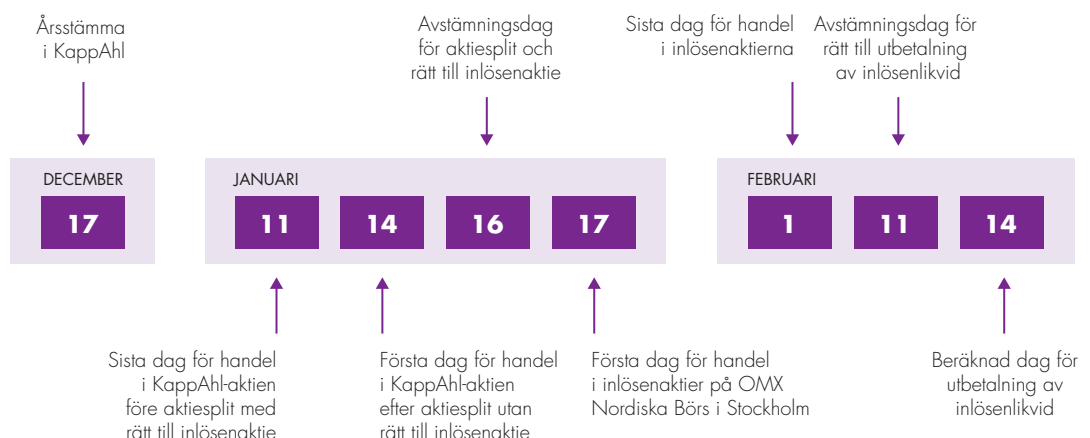 Årsstämma
i KappAhl
Avstämningsdag
för aktiesplit och
rätt till inlösenaktie
Sista dag för handel
i inlösenaktierna
Avstämningsdag för
rätt till utbetalning
av inlösenlikvid
DECEMBER
17
JANUARI
11
14
16
17
FEBRUARI
1
11
14
Sista dag för handel
i KappAhl-aktien
före aktiesplit med
rätt till inlösenaktie
Första dag för handel
i KappAhl-aktien
efter aktiesplit utan
rätt till inlösenaktie
Första dag för handel
i inlösenaktier på OMX
Nordiska Börs i Stockholm
Beräknad dag för
utbetalning av
inlösenlikvid